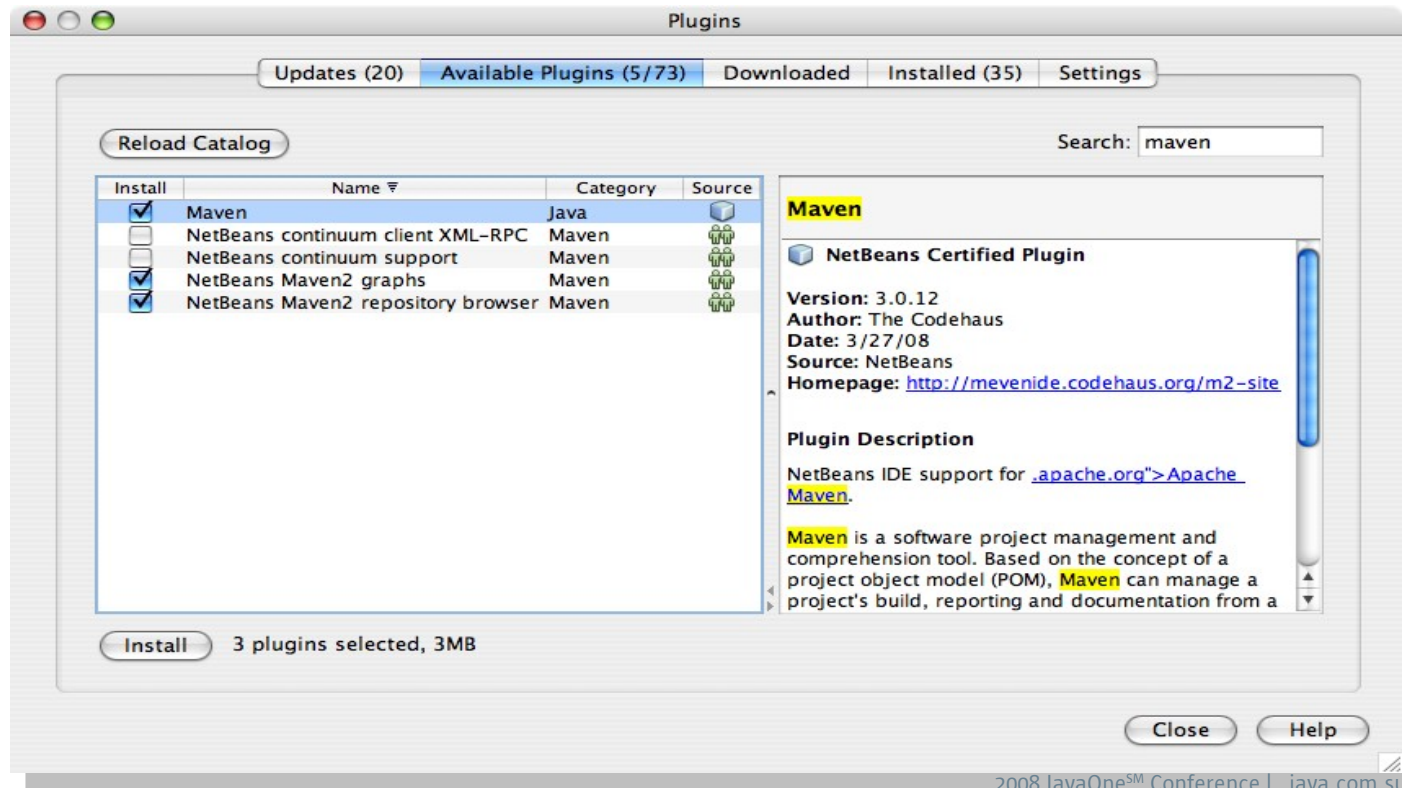 Plugins
Updates (20) Available Plugins (5/73) Downloaded Installed (35) Settings
Reload Catalog Search: maven
Install Name Category Source
Maven Java
NetBeans continuum client XML-RPC Maven
NetBeans continuum support Maven
NetBeans Maven2 graphs Maven
NetBeans Maven2 repository browser Maven
Maven
NetBeans Certified Plugin
Version: 3.0.12
Author: The Codehaus
Date: 3/27/08
Source: NetBeans
Homepage: http://mevenide.codehaus.org/m2-site
Plugin Description
NetBeans IDE support for .apache.org">Apache
Maven.
Maven is a software project management and
comprehension tool. Based on the concept of a
project object model (POM), Maven can manage a
project's build, reporting and documentation from a
Install 3 plugins selected, 3MB
Close Help
2008 JavaOne℠ Conference | java.com.su